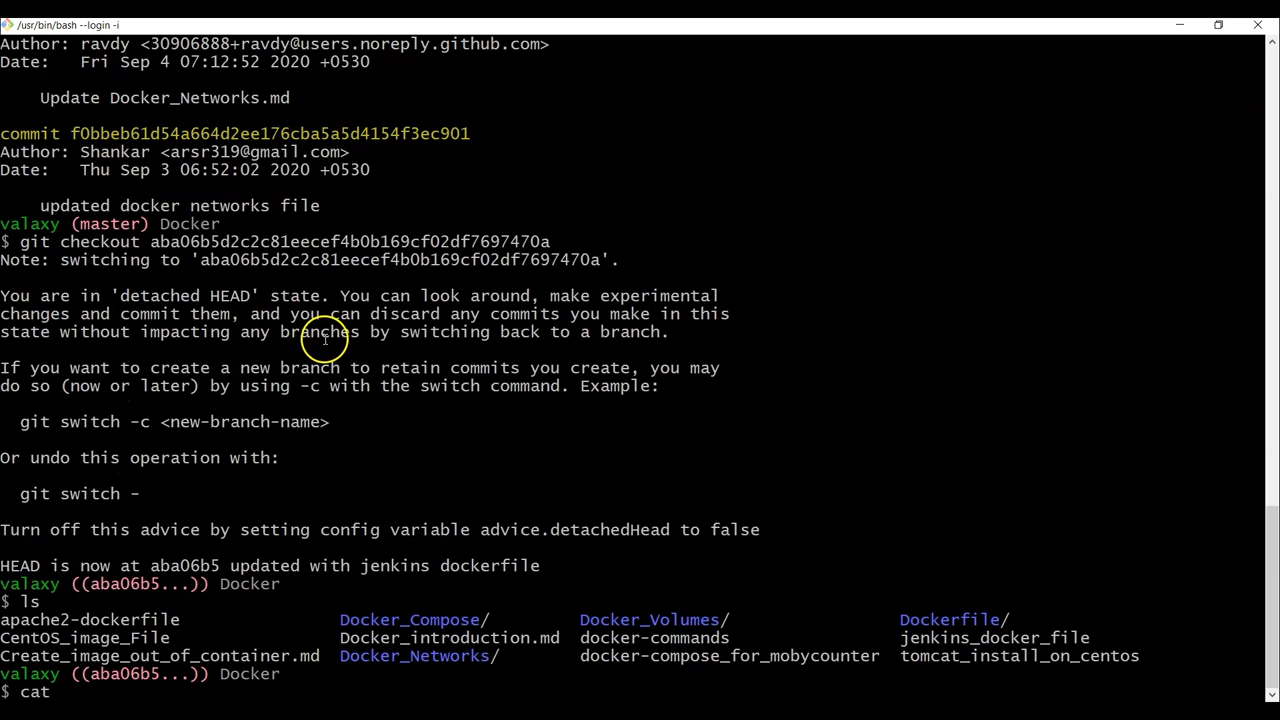 /usr/bin/bash --login -i
Author: ravdy <30906888+ravdy@users.noreply.github.com>
Date:   Fri Sep 4 07:12:52 2020 +0530
Update Docker_Networks.md
commit f0bbeb61d54a664d2ee176cba5a5d4154f3ec901
Author: Shankar <arsr319@gmail.com>
Date:   Thu Sep 3 06:52:02 2020 +0530
updated docker networks file
valaxy (master) Docker
$ git checkout aba06b5d2c2c81eecef4b0b169cf02df7697470a
Note: switching to 'aba06b5d2c2c81eecef4b0b169cf02df7697470a'.
You are in 'detached HEAD' state. You can look around, make experimental
changes and commit them, and you can discard any commits you make in this
state without impacting any branches by switching back to a branch.
If you want to create a new branch to retain commits you create, you may
do so (now or later) by using -c with the switch command. Example:
git switch -c <new-branch-name>
Or undo this operation with:
git switch -
Turn off this advice by setting config variable advice.detachedHead to false
HEAD is now at aba06b5 updated with jenkins dockerfile
valaxy ((aba06b5...)) Docker
$ ls
apache2-dockerfile Docker_Compose/ Docker_Volumes/ Dockerfile/
CentOS_image_File Docker_introduction.md docker-commands jenkins_docker_file
Create_image_out_of_container.md Docker_Networks/ docker-compose_for_mobycounter tomcat_install_on_centos
valaxy ((aba06b5...)) Docker
$ cat